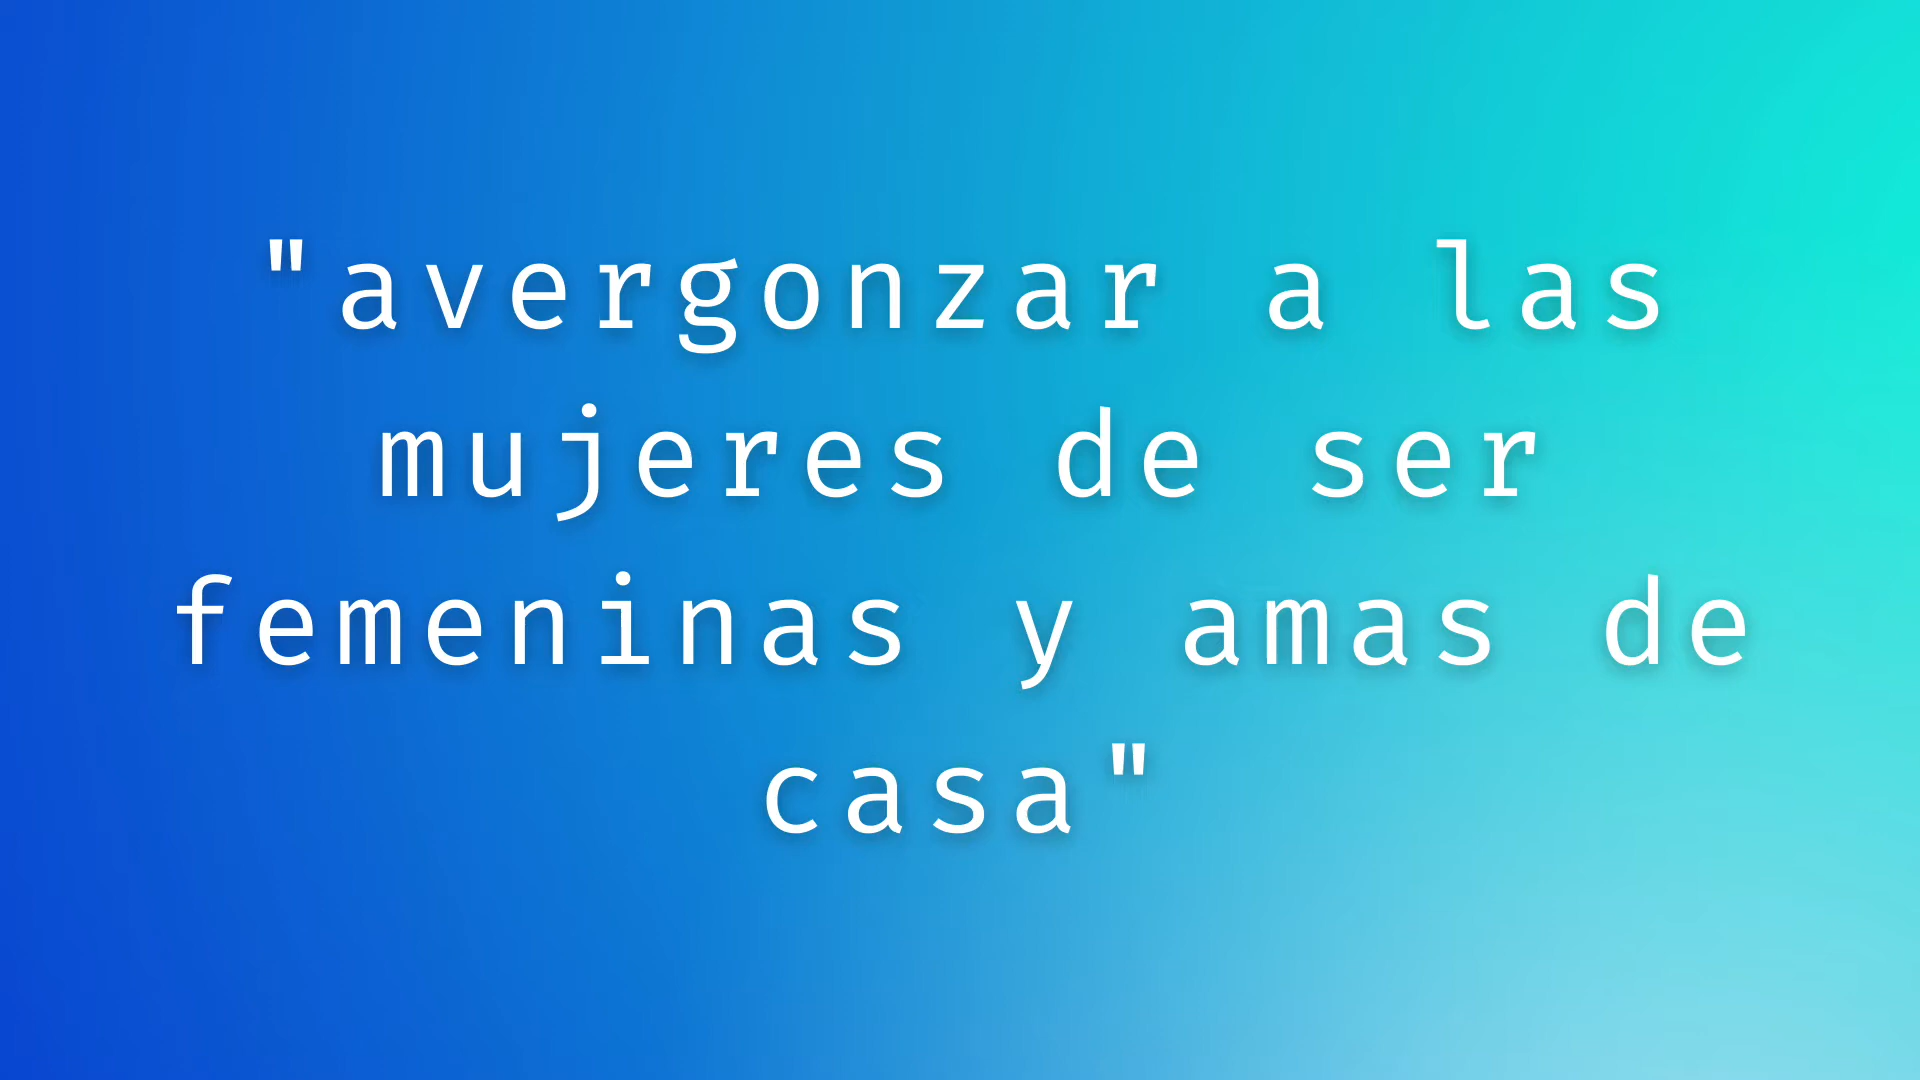 "avergonzar a las
mujeres de ser
femeninas y amas de
casa"